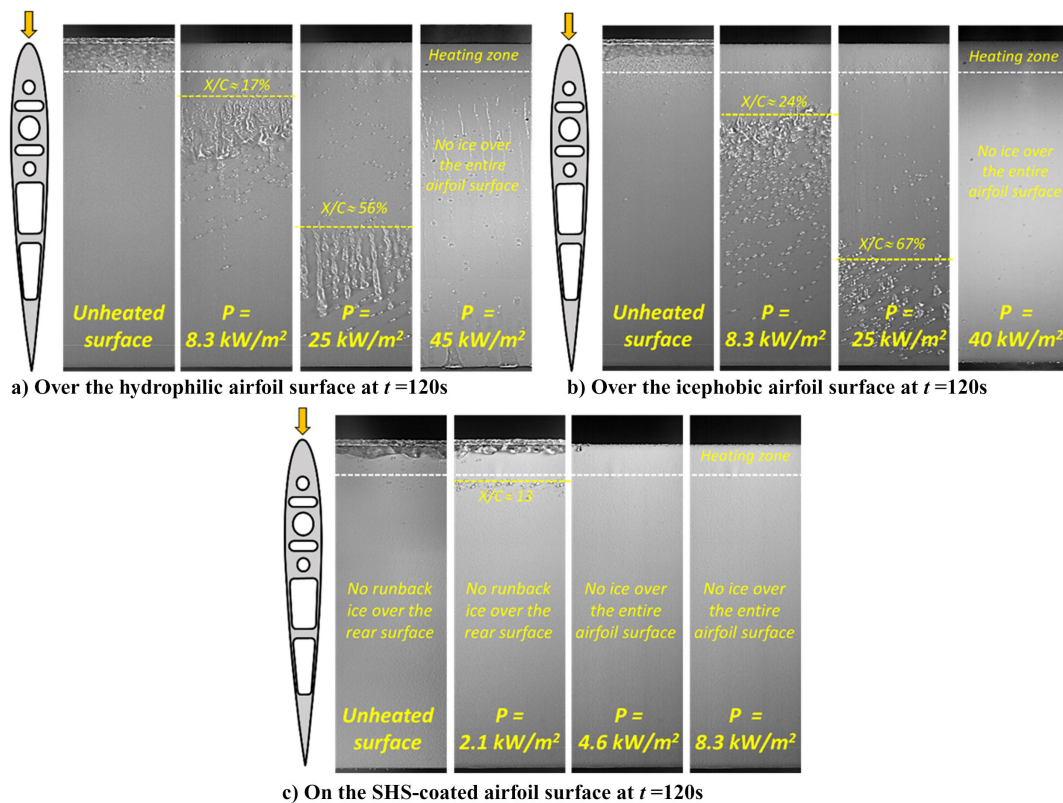 Heating zone
X/C≈ 17%
No ice over
the entire
airfoil surface
X/C≈ 56%
Unheated
surface
P =
8.3 kW/m²
P =
25 kW/m²
P =
45 kW/m²
a) Over the hydrophilic airfoil surface at t =120s
Heating zone
X/C≈ 24%
No ice over
the entire
airfoil surface
X/C≈ 67%
Unheated
surface
P =
8.3 kW/m²
P =
25 kW/m²
P =
40 kW/m²
b) Over the icephobic airfoil surface at t =120s
Heating zone
X/C≈ 13
No runback
ice over the
rear surface
No runback
ice over the
rear surface
No ice over
the entire
airfoil surface
No ice over
the entire
airfoil surface
Unheated
surface
P =
2.1 kW/m²
P =
4.6 kW/m²
P =
8.3 kW/m²
c) On the SHS-coated airfoil surface at t =120s